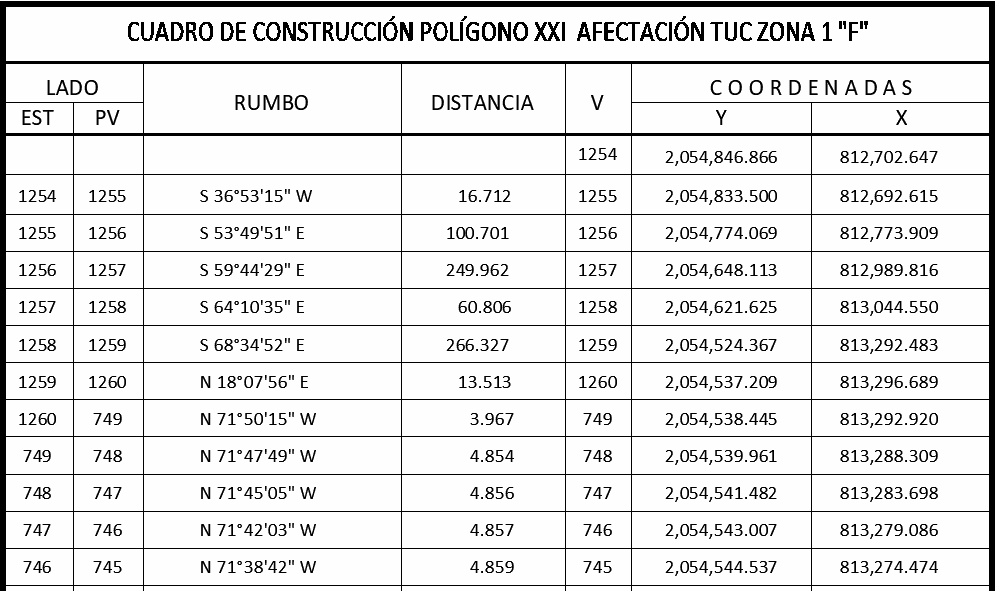 CUADRO DE CONSTRUCCIÓN POLÍGONO XXI AFECTACIÓN TUC ZONA 1 "F"
LADO RUMBO DISTANCIA V COORDENADAS
EST PV Y X
1254 2,054,846.866 812,702.647
1254 1255 S 36°53'15" W 16.712 1255 2,054,833.500 812,692.615
1255 1256 S 53°49'51" E 100.701 1256 2,054,774.069 812,773.909
1256 1257 S 59°44'29" E 249.962 1257 2,054,648.113 812,989.816
1257 1258 S 64°10'35" E 60.806 1258 2,054,621.625 813,044.550
1258 1259 S 68°34'52" E 266.327 1259 2,054,524.367 813,292.483
1259 1260 N 18°07'56" E 13.513 1260 2,054,537.209 813,296.689
1260 749 N 71°50'15" W 3.967 749 2,054,538.445 813,292.920
749 748 N 71°47'49" W 4.854 748 2,054,539.961 813,288.309
748 747 N 71°45'05" W 4.856 747 2,054,541.482 813,283.698
747 746 N 71°42'03" W 4.857 746 2,054,543.007 813,279.086
746 745 N 71°38'42" W 4.859 745 2,054,544.537 813,274.474